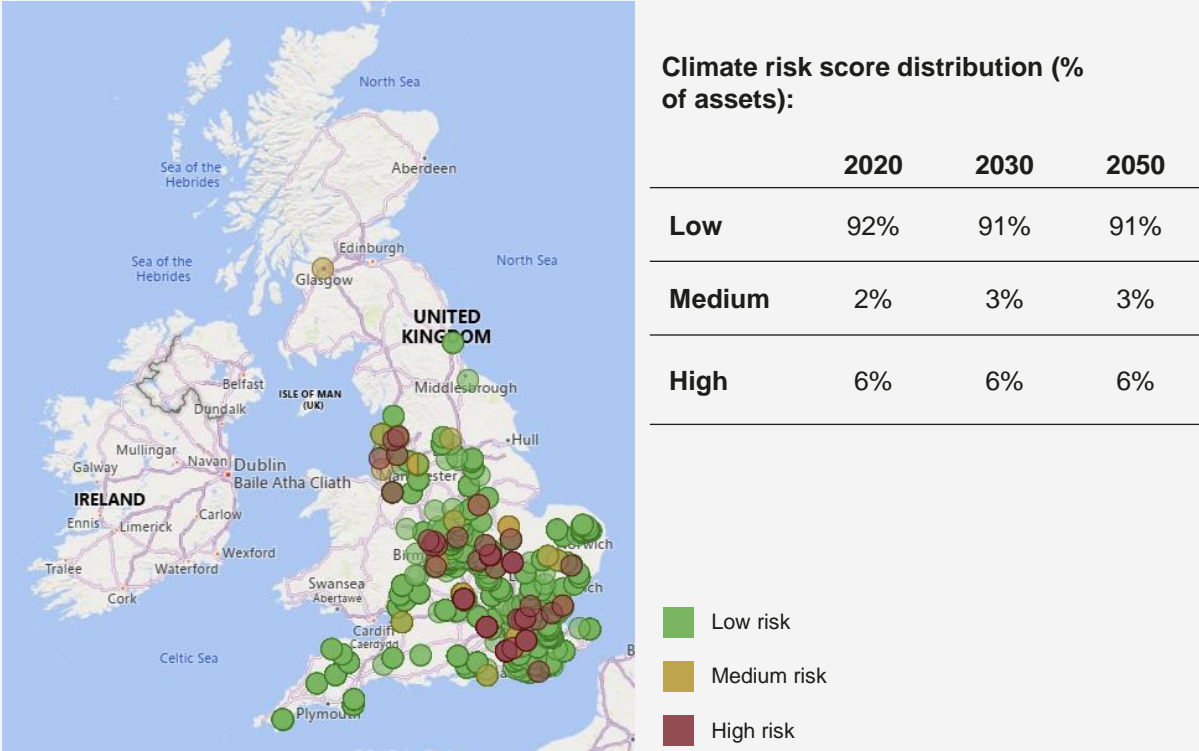 North Sea
Aberdeen
Sea of the
Hebrides
Edinburgh
Sea of the
Hebrides
North Sea
Glasgow
UNITED
KINGDOM
Belfast
ISLE OF MAN
(UK)
Middlesbrough
Dundalk
Hull
Mullingar
Navan
Galway
Dublin
Baile Atha Cliath
IRELAND
Carlow
Ennis
Limerick
Wexford
Tralee
Waterford
Cork
Swansea
Abertawe
Cardiff
Caerdydd
Celtic Sea
Plymouth
Climate risk score distribution (%
of assets):
2020 2030 2050
Low 92% 91% 91%
Medium 2% 3% 3%
High 6% 6% 6%
Low risk
Medium risk
High risk